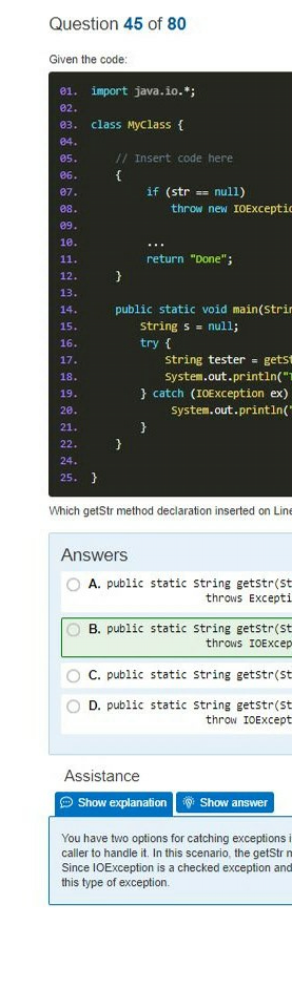 Question 45 of 80
Given the code:
01. import java.io.*;
02.
03. class MyClass {
04.
05. // Insert code here
06. {
07. if (str == null)
08. throw new IOExceptio
09.
10. ...
11. return "Done";
12. }
13.
14. public static void main(Strin
15. String s = null;
16. try {
17. String tester = getSt
18. System.out.println("T
19. } catch (IOException ex)
20. System.out.println("
21. }
22. }
24.
25. }
Which getStr method declaration inserted on Line
Answers
A. public static String getStr(St
throws Excepti
B. public static String getStr(St
throws IOExcep
C. public static String getStr(St
D. public static String getStr(St
throw IOExcept
Assistance
Show explanation Show answer
You have two options for catching exceptions i
caller to handle it. In this scenario, the getStr m
Since IOException is a checked exception and
this type of exception.